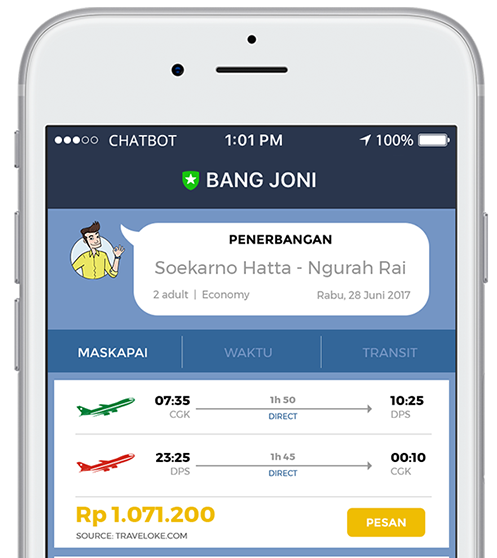 CHATBOT 1:01 PM 100%
BANG JONI
PENERBANGAN
Soekarno Hatta - Ngurah Rai
2 adult | Economy Rabu, 28 Juni 2017
MASKAPAI WAKTU TRANSIT
07:35 1h 50 10:25
CGK DIRECT DPS
23:25 1h 45 00:10
DPS DIRECT CGK
Rp 1.071.200
PESAN
SOURCE: TRAVELOKE.COM